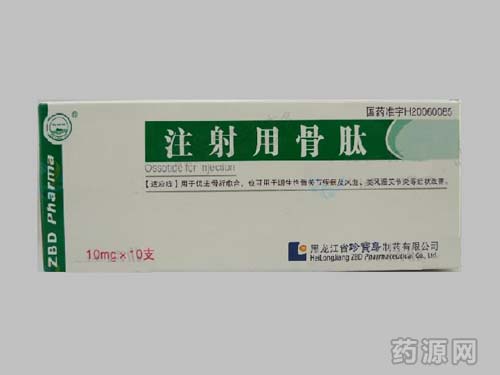 国药准字H20060085
注射用骨肽
Ossotide for Injection
【适应症】用于促进骨折愈合，也可用于增生性骨关节疾病及风湿、类风湿关节炎等症状改善。
10mg×10支
黑龙江省珍宝岛制药有限公司
HeiLongJiang ZBD Pharmaceutical Co., Ltd.
ZBD Pharma
®
药源网